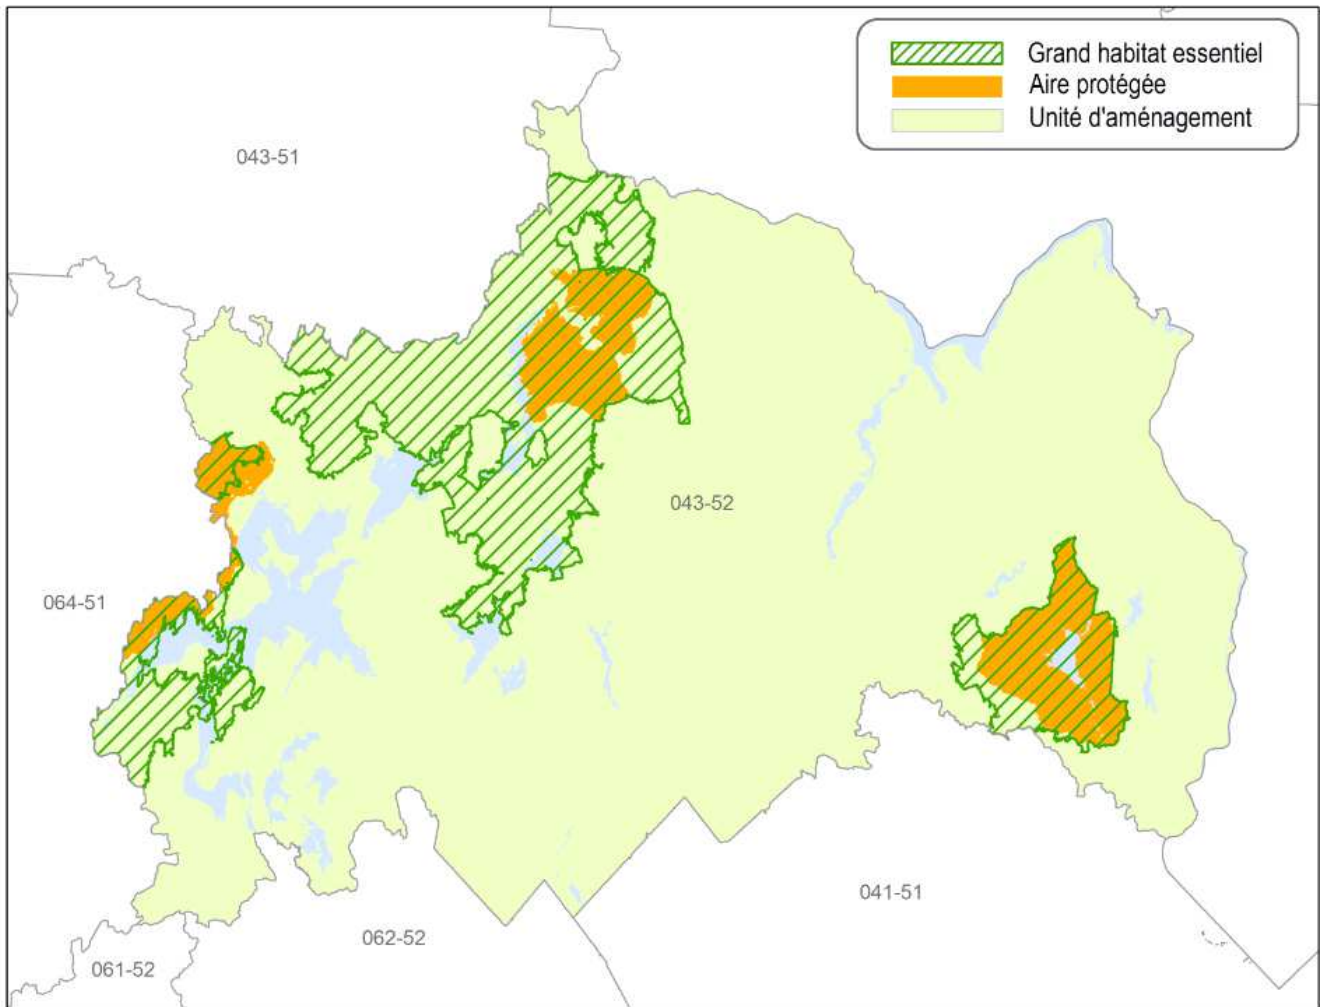 Grand habitat essentiel
Aire protégée
Unité d'aménagement
043-51
043-52
064-51
041-51
062-52
061-52